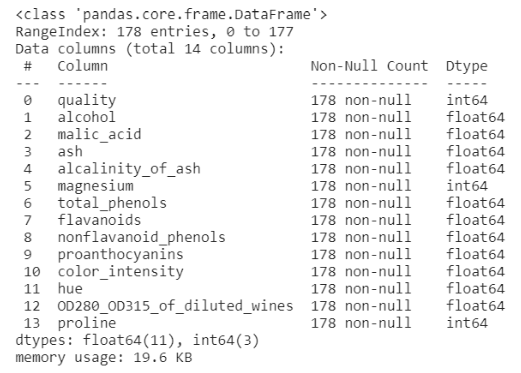 <class 'pandas.core.frame.DataFrame'>
RangeIndex: 178 entries, 0 to 177
Data columns (total 14 columns):
 #   Column                        Non-Null Count  Dtype
---  ------                        --------------  -----
 0   quality                       178 non-null    int64
 1   alcohol                       178 non-null    float64
 2   malic_acid                    178 non-null    float64
 3   ash                           178 non-null    float64
 4   alcalinity_of_ash             178 non-null    float64
 5   magnesium                     178 non-null    int64
 6   total_phenols                 178 non-null    float64
 7   flavanoids                    178 non-null    float64
 8   nonflavanoid_phenols          178 non-null    float64
 9   proanthocyanins               178 non-null    float64
 10  color_intensity               178 non-null    float64
 11  hue                           178 non-null    float64
 12  OD280_OD315_of_diluted_wines  178 non-null    float64
 13  proline                       178 non-null    int64
dtypes: float64(11), int64(3)
memory usage: 19.6 KB